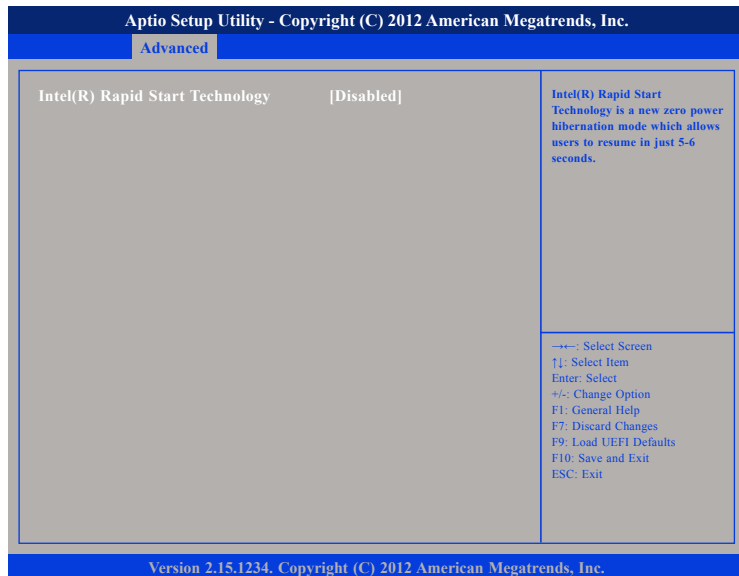 Aptio Setup Utility - Copyright (C) 2012 American Megatrends, Inc.
Advanced
Intel(R) Rapid Start Technology [Disabled]
Intel(R) Rapid Start
Technology is a new zero power
hibernation mode which allows
users to resume in just 5-6
seconds.
→←: Select Screen
↑↓: Select Item
Enter: Select
+/-: Change Option
F1: General Help
F7: Discard Changes
F9: Load UEFI Defaults
F10: Save and Exit
ESC: Exit
Version 2.15.1234. Copyright (C) 2012 American Megatrends, Inc.